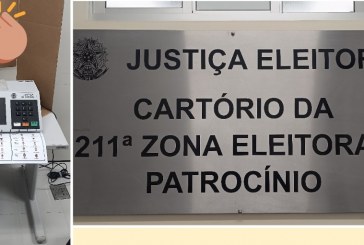 JUSTIÇA ELEITOR
CARTÓRIO DA
211ª ZONA ELEITORA
PATROCÍNIO